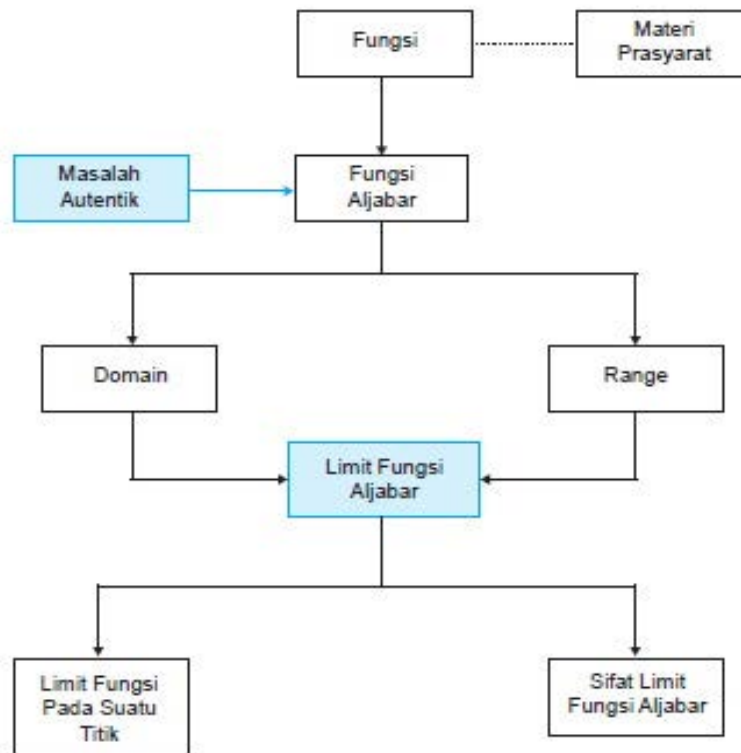 Fungsi
Materi
Prasyarat
Masalah
Autentik
Fungsi
Aljabar
Domain
Range
Limit Fungsi
Aljabar
Limit Fungsi
Pada Suatu
Titik
Sifat Limit
Fungsi Aljabar